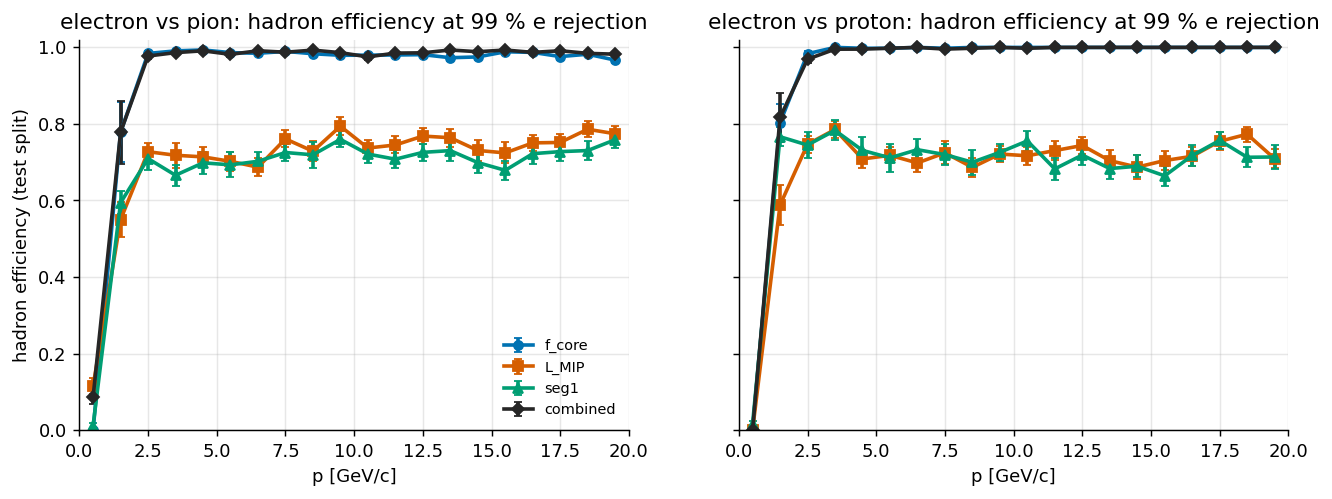 electron vs pion: hadron efficiency at 99 % e rejection
electron vs proton: hadron efficiency at 99 % e rejection
hadron efficiency (test split)
1.0
0.8
0.6
0.4
0.2
0.0
f_core
L_MIP
seg1
combined
0.0 2.5 5.0 7.5 10.0 12.5 15.0 17.5 20.0
0.0 2.5 5.0 7.5 10.0 12.5 15.0 17.5 20.0
p [GeV/c]
p [GeV/c]